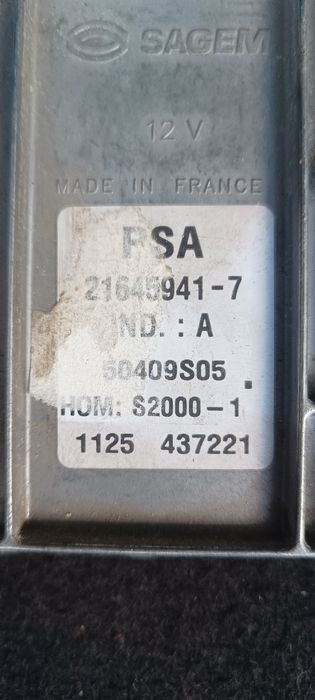 SAGEM
12 V
MADE IN FRANCE
PSA
21645941-7
IND. : A
50409S05.
HOM: S2000-1
1125 437221